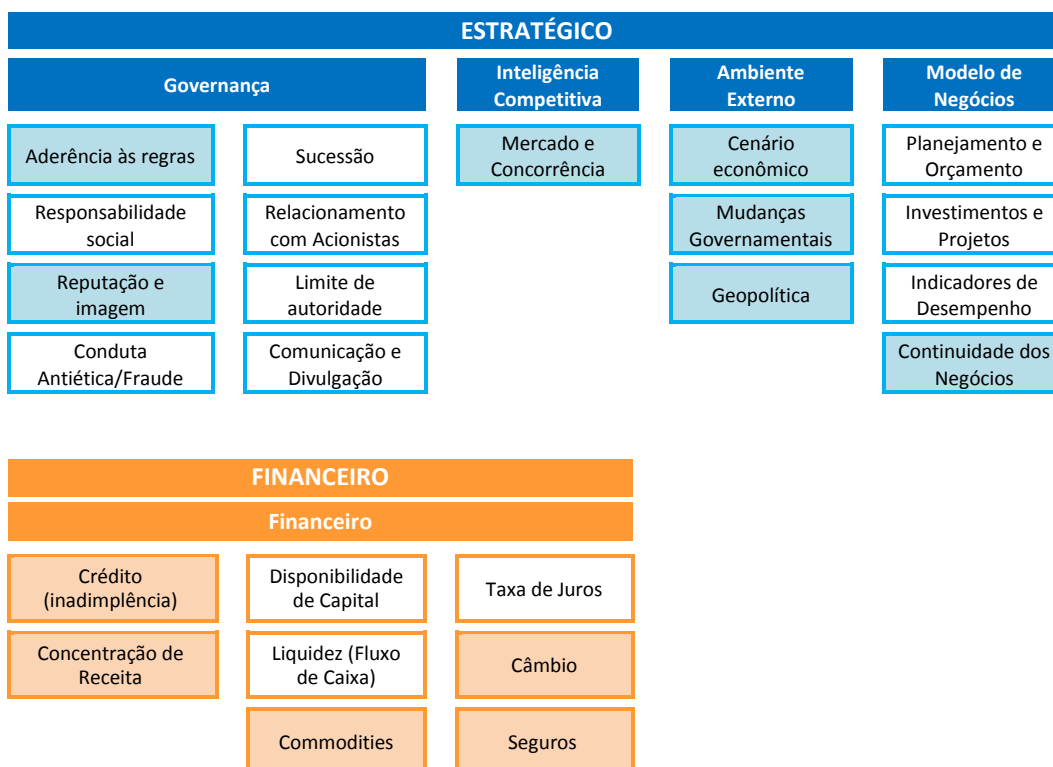 ESTRATÉGICO
Governança
Inteligência
Competitiva
Ambiente
Externo
Modelo de
Negócios
Aderência às regras
Sucessão
Mercado e
Concorrência
Cenário
econômico
Planejamento e
Orçamento
Responsabilidade
social
Relacionamento
com Acionistas
Mudanças
Governamentais
Investimentos e
Projetos
Reputação e
imagem
Limite de
autoridade
Geopolítica
Indicadores de
Desempenho
Conduta
Antiética/Fraude
Comunicação e
Divulgação
Continuidade dos
Negócios
FINANCEIRO
Financeiro
Crédito
(inadimplência)
Disponibilidade
de Capital
Taxa de Juros
Concentração de
Receita
Liquidez (Fluxo
de Caixa)
Câmbio
Commodities
Seguros